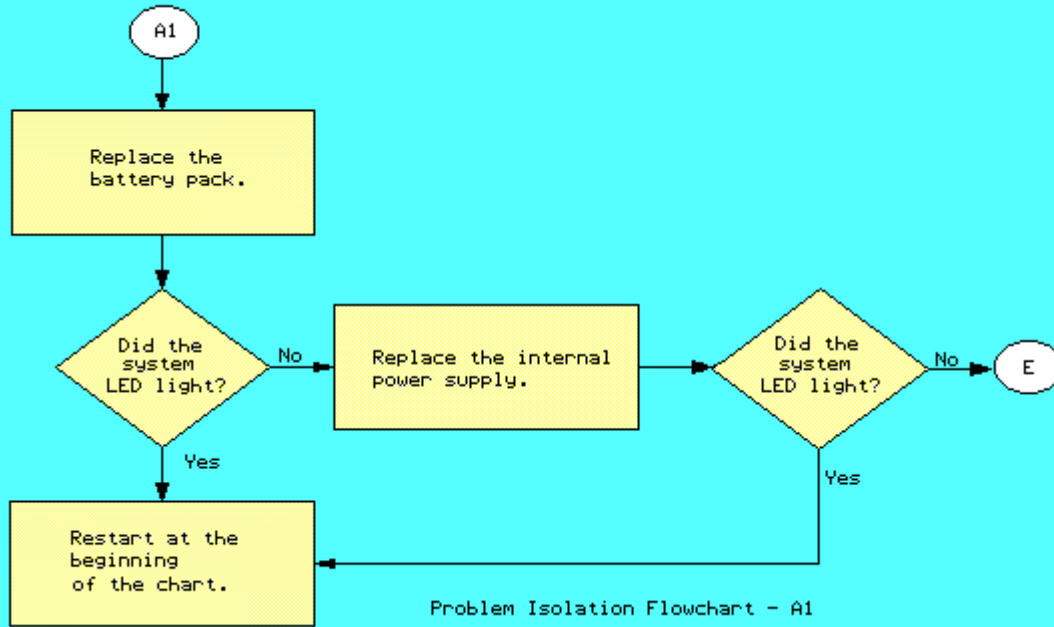 A1
Replace the
battery pack.
Did the
system
LED light?
No
Replace the internal
power supply.
Did the
system
LED light?
No
E
Yes
Yes
Restart at the
beginning
of the chart.
Problem Isolation Flowchart - A1